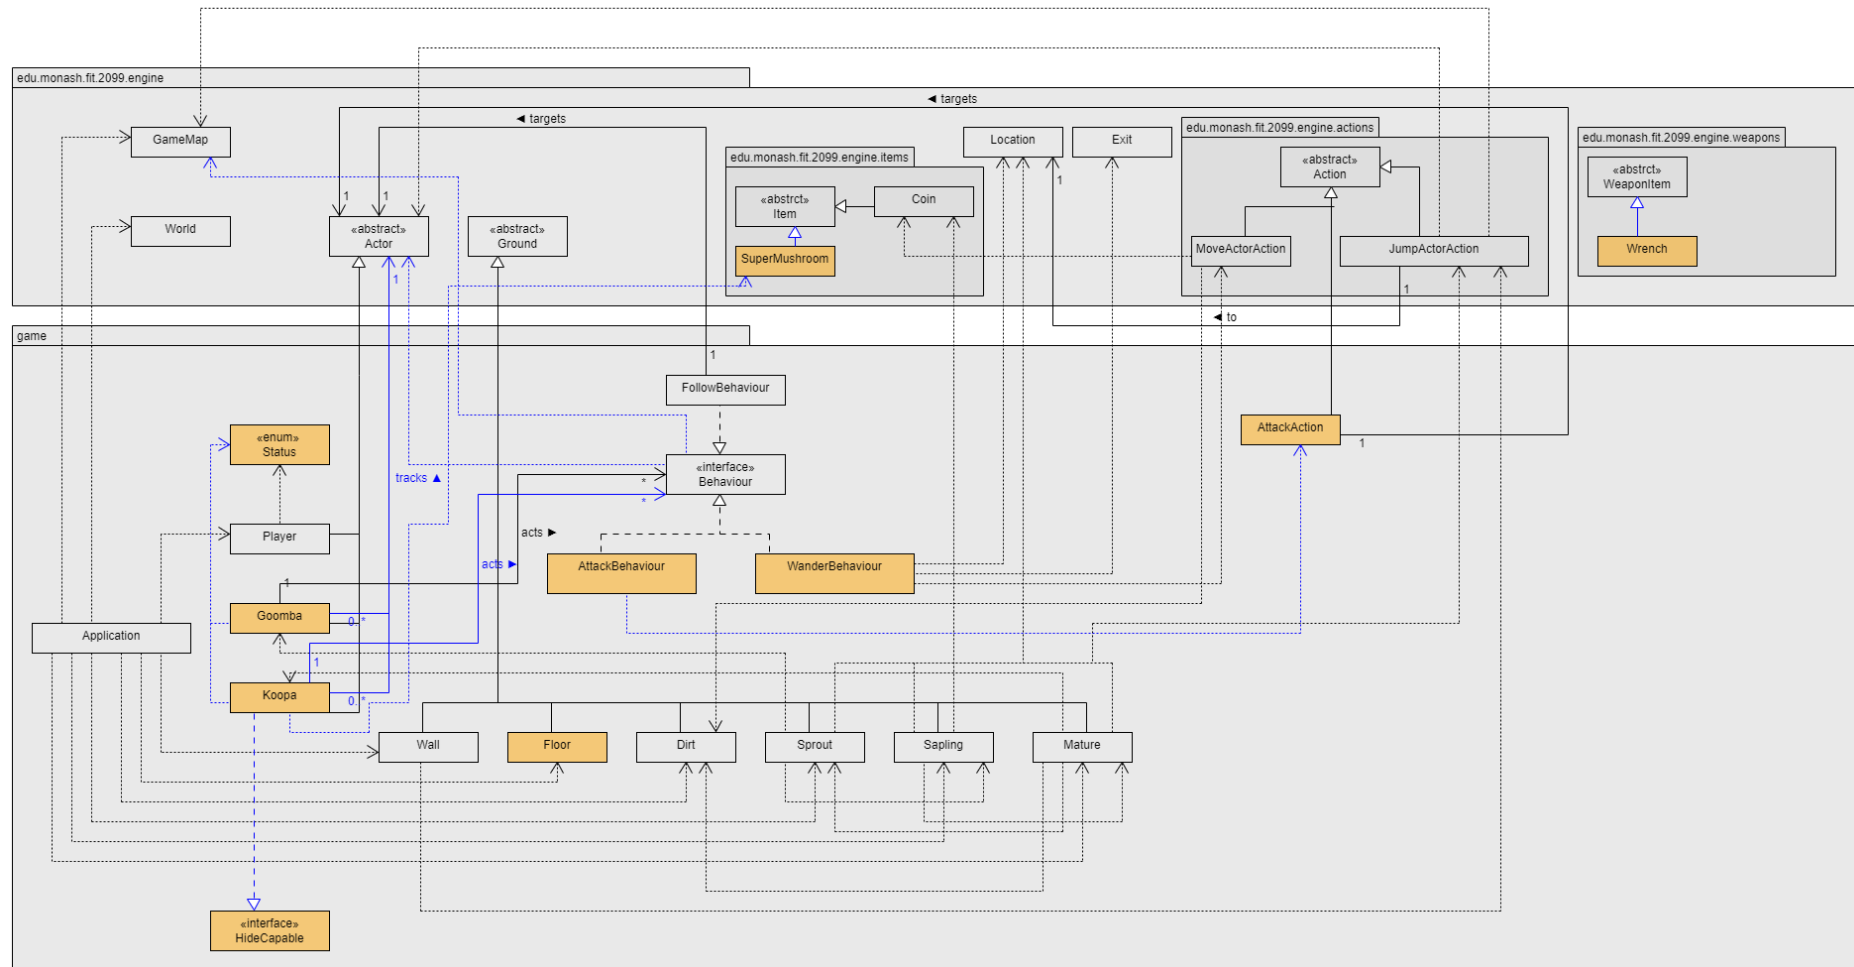 edu.monash.fit.2099.engine
◄ targets
◄ targets
GameMap
Location
Exit
edu.monash.fit.2099.engine.actions
edu.monash.fit.2099.engine.weapons
edu.monash.fit.2099.engine.items
«abstract»
Action
«abstrct»
WeaponItem
1
1
1
«abstrct»
Item
Coin
World
«abstract»
Actor
«abstract»
Ground
SuperMushroom
MoveActorAction
JumpActorAction
Wrench
1
1
◄ to
game
1
FollowBehaviour
«enum»
Status
AttackAction
1
tracks ▲
«interface»
Behaviour
*
*
Player
acts ►
acts ►
AttackBehaviour
WanderBehaviour
1
Goomba
0..*
Application
1
Koopa
0..*
Wall
Floor
Dirt
Sprout
Sapling
Mature
«interface»
HideCapable